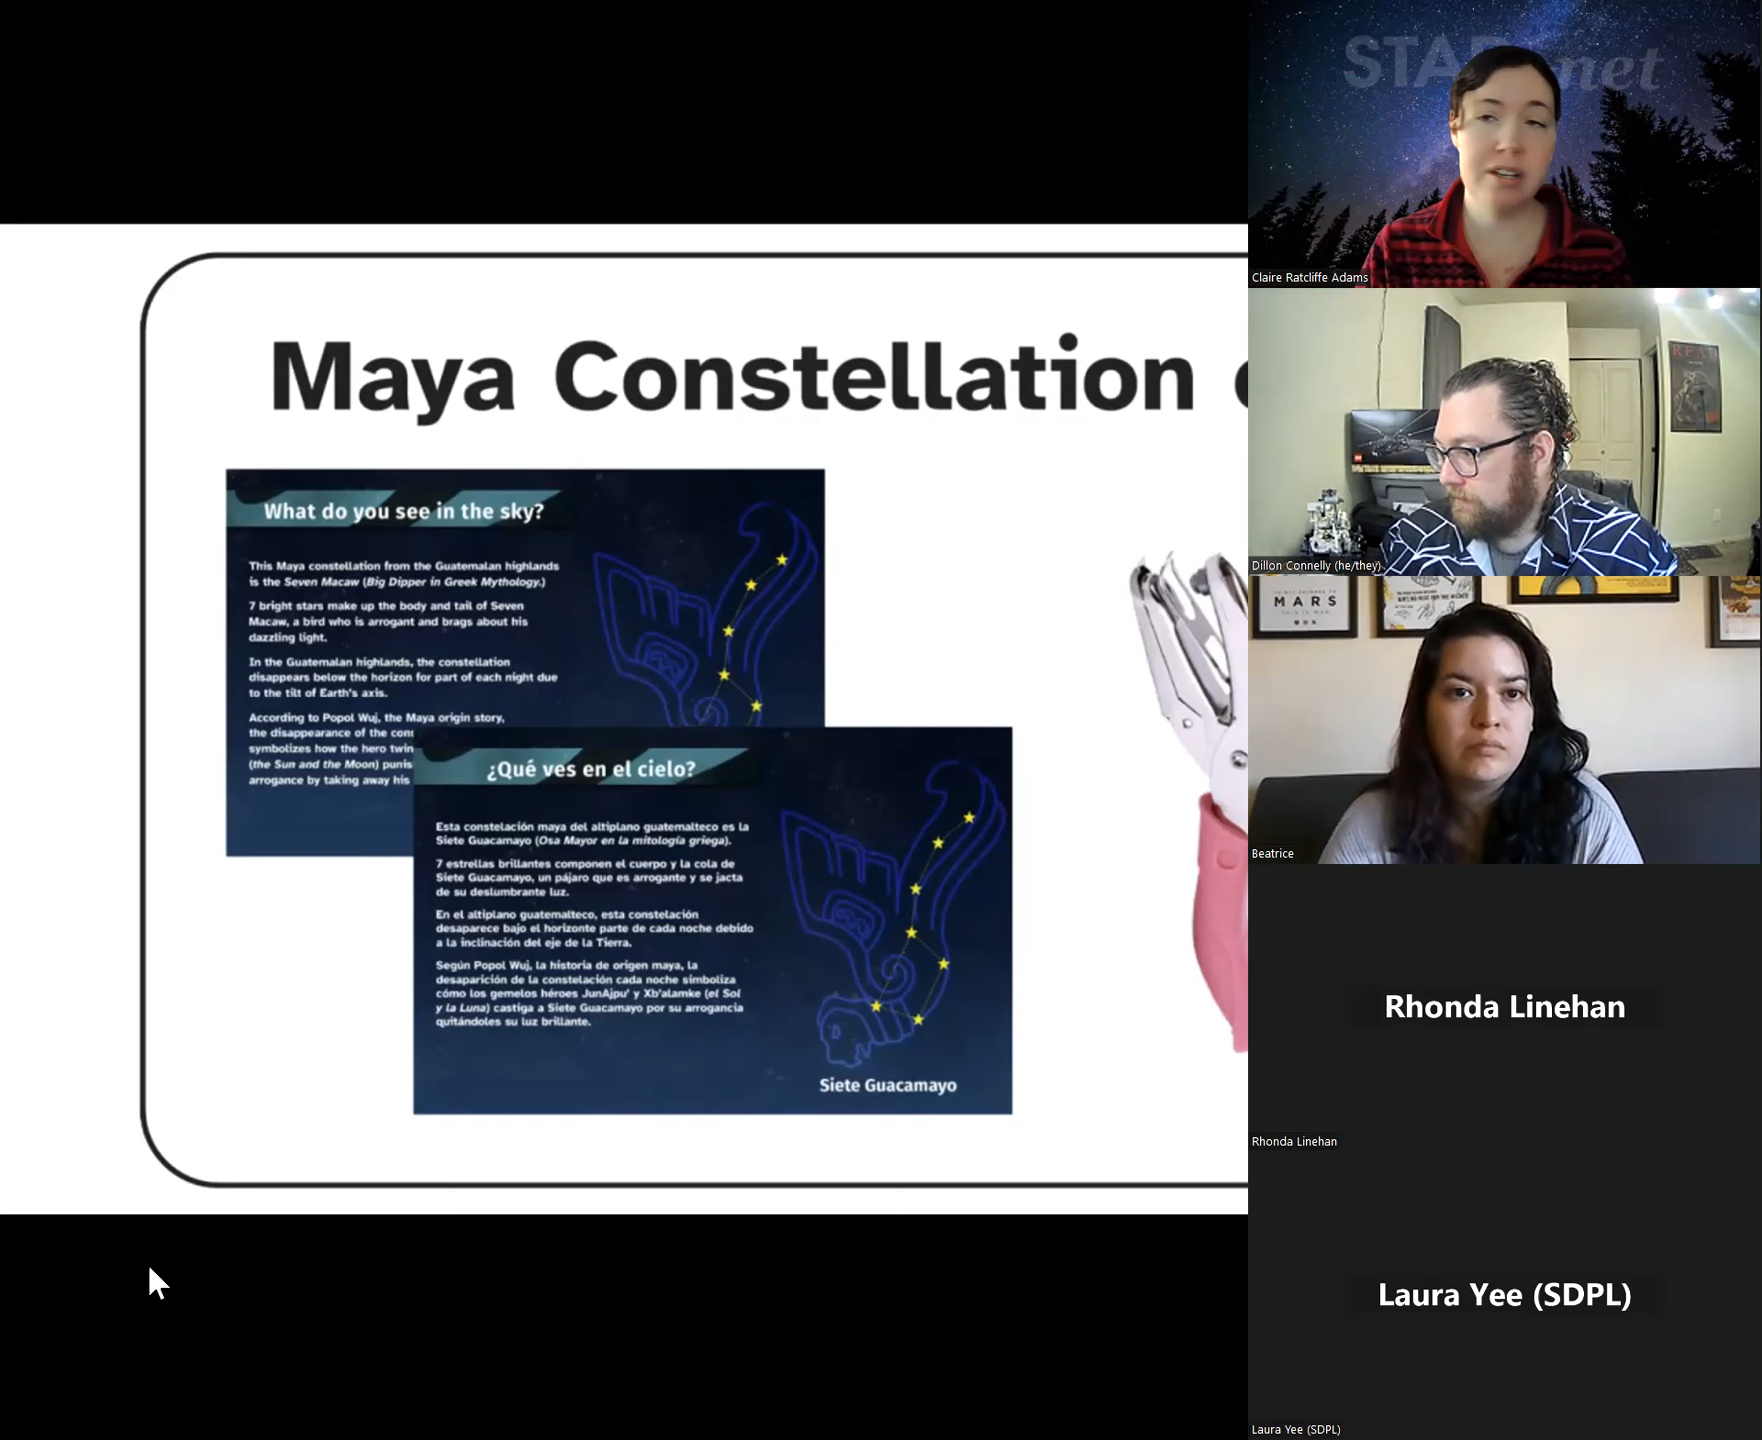 Maya Constellation
What do you see in the sky?
This Maya constellation from the Guatemalan highlands
is the Seven Macaw (Big Dipper in Greek Mythology.)
7 bright stars make up the body and tail of Seven
Macaw, a bird who is arrogant and brags about his
dazzling light.
In the Guatemalan highlands, the constellation
disappears below the horizon for part of each night due
to the tilt of Earth's axis.
According to Popol Wuj, the Maya origin story,
the disappearance of the
symbolizes how the hero twin
(the Sun and the Moon) punis
arrogance by taking away his
¿Qué ves en el cielo?
Esta constelación maya del altiplano guatemalteco es la
Siete Guacamayo (Osa Mayor en la mitología griega).
7 estrellas brillantes componen el cuerpo y la cola de
Siete Guacamayo, un pájaro que es arrogante y se jacta
de su deslumbrante luz.
En el altiplano guatemalteco, esta constelación
desaparece bajo el horizonte parte de cada noche debido
a la inclinación del eje de la Tierra.
Según Popol Wuj, la historia de origen maya, la
desaparición de la constelación cada noche simboliza
cómo los gemelos héroes JunAjpu' y Xb'alamke (el Sol
y la Luna) castiga a Siete Guacamayo por su arrogancia
quitándoles su luz brillante.
Siete Guacamayo
STA net
Claire Ratcliffe Adams
READ
Dillon Connelly (he/they)
MARS
Beatrice
Rhonda Linehan
Rhonda Linehan
Laura Yee (SDPL)
Laura Yee (SDPL)